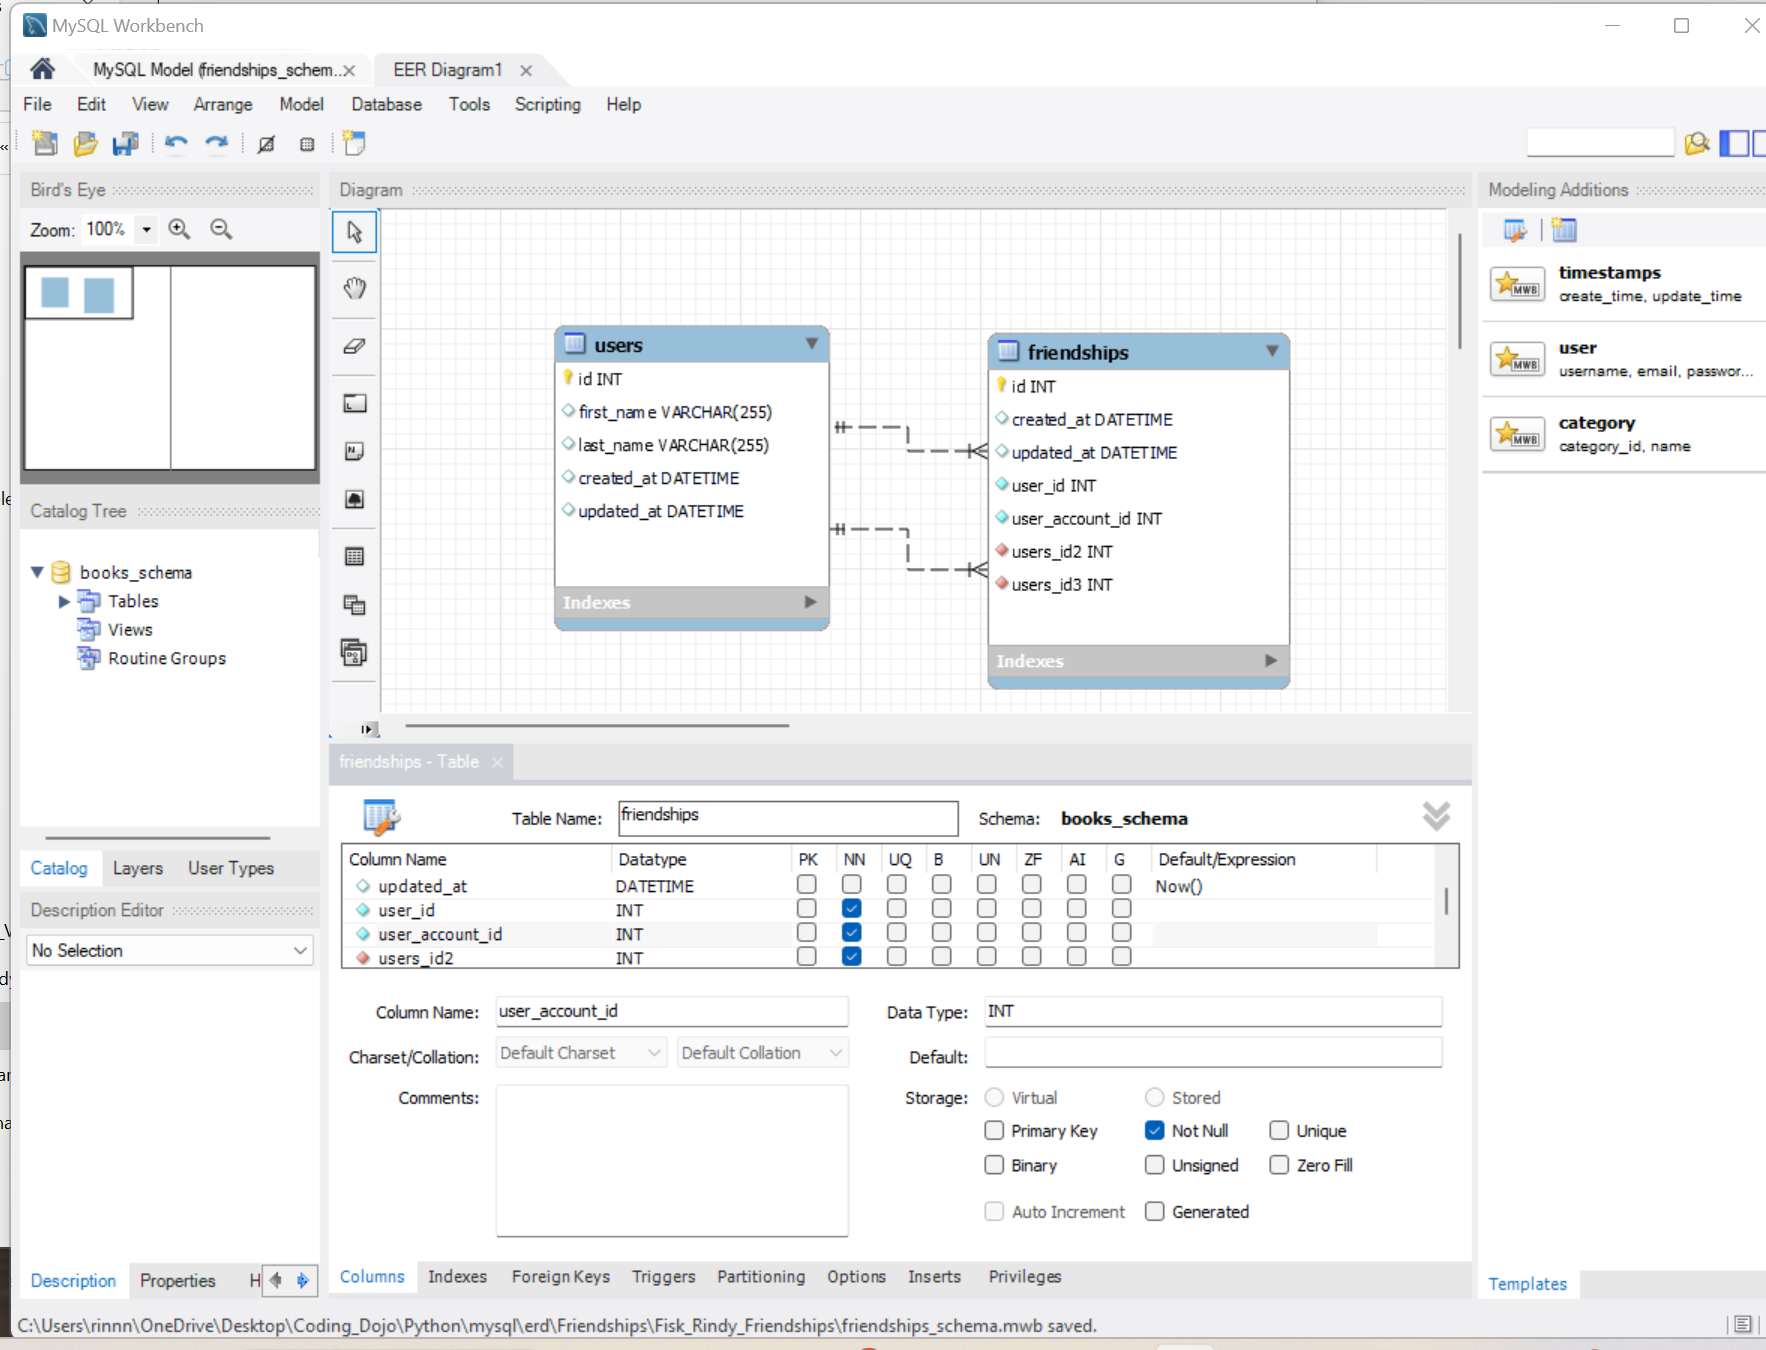 MySQL Workbench
MySQL Model (friendships_schem..
EER Diagram1
File Edit View Arrange Model Database Tools Scripting Help
Bird's Eye
Zoom: 100%
Catalog Tree
books_schema
Tables
Views
Routine Groups
Catalog Layers User Types
Description Editor
No Selection
Description Properties H
Diagram
users
id INT
first_name VARCHAR(255)
last_name VARCHAR(255)
created_at DATETIME
updated_at DATETIME
Indexes
friendships
id INT
created_at DATETIME
updated_at DATETIME
user_id INT
user_account_id INT
users_id2 INT
users_id3 INT
Indexes
friendships - Table
Table Name: friendships Schema: books_schema
Column Name Datatype PK NN UQ B UN ZF AI G Default/Expression
updated_at DATETIME Now()
user_id INT
user_account_id INT
users_id2 INT
Column Name: user_account_id Data Type: INT
Charset/Collation: Default Charset Default Collation Default:
Comments: Storage: Virtual Stored
Primary Key Not Null Unique
Binary Unsigned Zero Fill
Auto Increment Generated
Columns Indexes Foreign Keys Triggers Partitioning Options Inserts Privileges
Modeling Additions
MWB
timestamps
create_time, update_time
MWB
user
username, email, passwor...
MWB
category
category_id, name
Templates
C:\Users\rinnn\OneDrive\Desktop\Coding_Dojo\Python\mysql\erd\Friendships\Fisk_Rindy_Friendships\friendships_schema.mwb saved.